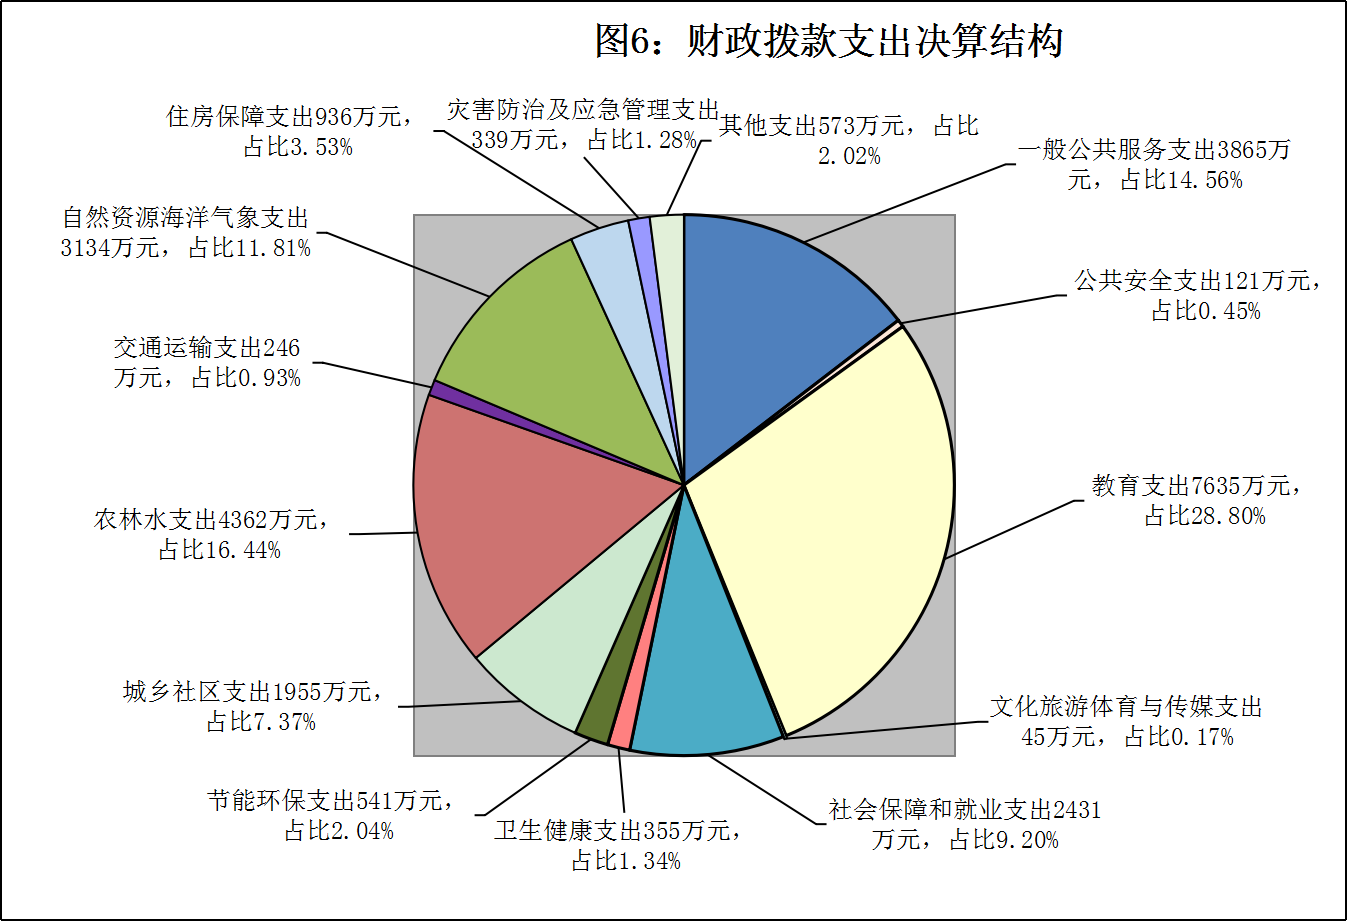 图6：财政拨款支出决算结构
住房保障支出936万元，
占比3.53%
灾害防治及应急管理支出
339万元，占比1.28%
其他支出573万元，占比
2.02%
一般公共服务支出3865万
元，占比14.56%
自然资源海洋气象支出
3134万元，占比11.81%
公共安全支出121万元，
占比0.45%
交通运输支出246
万元，占比0.93%
教育支出7635万元，
占比28.80%
农林水支出4362万元，
占比16.44%
城乡社区支出1955万元，
占比7.37%
文化旅游体育与传媒支出
45万元，占比0.17%
节能环保支出541万元，
占比2.04%
卫生健康支出355万元，
占比1.34%
社会保障和就业支出2431
万元，占比9.20%